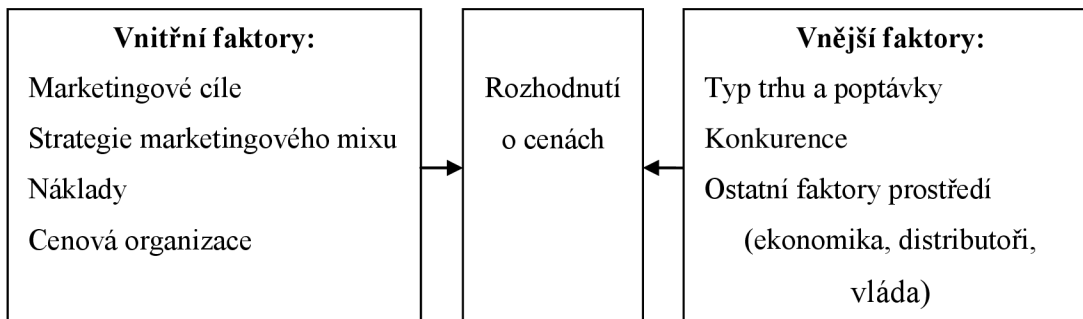 Vnitřní faktory:
Marketingové cíle
Strategie marketingového mixu
Náklady
Cenová organizace
Rozhodnutí
o cenách
Vnější faktory:
Typ trhu a poptávky
Konkurence
Ostatní faktory prostředí
(ekonomika, distributoři,
vláda)